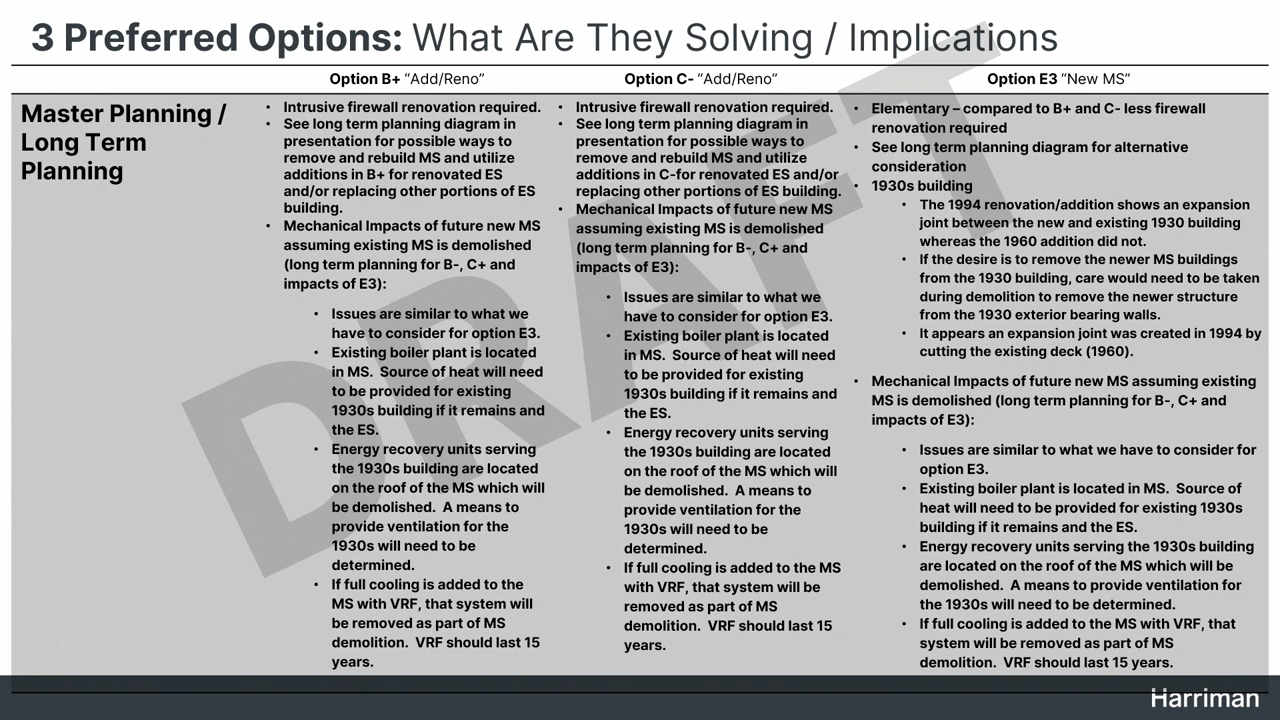 3 Preferred Options: What Are They Solving / Implications
Option B+ “Add/Reno”
Option C- “Add/Reno”
Option E3 “New MS”
Master Planning /
Long Term
Planning
• Intrusive firewall renovation required.
• See long term planning diagram in
presentation for possible ways to
remove and rebuild MS and utilize
additions in B+ for renovated ES
and/or replacing other portions of ES
building.
• Mechanical Impacts of future new MS
assuming existing MS is demolished
(long term planning for B-, C+ and
impacts of E3):
• Issues are similar to what we
have to consider for option E3.
• Existing boiler plant is located
in MS.  Source of heat will need
to be provided for existing
1930s building if it remains and
the ES.
• Energy recovery units serving
the 1930s building are located
on the roof of the MS which will
be demolished.  A means to
provide ventilation for the
1930s will need to be
determined.
• If full cooling is added to the
MS with VRF, that system will
be removed as part of MS
demolition.  VRF should last 15
years.
• Intrusive firewall renovation required.
• See long term planning diagram in
presentation for possible ways to
remove and rebuild MS and utilize
additions in C-for renovated ES and/or
replacing other portions of ES building.
• Mechanical Impacts of future new MS
assuming existing MS is demolished
(long term planning for B-, C+ and
impacts of E3):
• Issues are similar to what we
have to consider for option E3.
• Existing boiler plant is located
in MS.  Source of heat will need
to be provided for existing
1930s building if it remains and
the ES.
• Energy recovery units serving
the 1930s building are located
on the roof of the MS which will
be demolished.  A means to
provide ventilation for the
1930s will need to be
determined.
• If full cooling is added to the MS
with VRF, that system will be
removed as part of MS
demolition.  VRF should last 15
years.
• Elementary – compared to B+ and C- less firewall
renovation required
• See long term planning diagram for alternative
consideration
• 1930s building
• The 1994 renovation/addition shows an expansion
joint between the new and existing 1930 building
whereas the 1960 addition did not.
• If the desire is to remove the newer MS buildings
from the 1930 building, care would need to be taken
during demolition to remove the newer structure
from the 1930 exterior bearing walls.
• It appears an expansion joint was created in 1994 by
cutting the existing deck (1960).
• Mechanical Impacts of future new MS assuming existing
MS is demolished (long term planning for B-, C+ and
impacts of E3):
• Issues are similar to what we have to consider for
option E3.
• Existing boiler plant is located in MS.  Source of
heat will need to be provided for existing 1930s
building if it remains and the ES.
• Energy recovery units serving the 1930s building
are located on the roof of the MS which will be
demolished.  A means to provide ventilation for
the 1930s will need to be determined.
• If full cooling is added to the MS with VRF, that
system will be removed as part of MS
demolition.  VRF should last 15 years.
DRAFT
Harriman